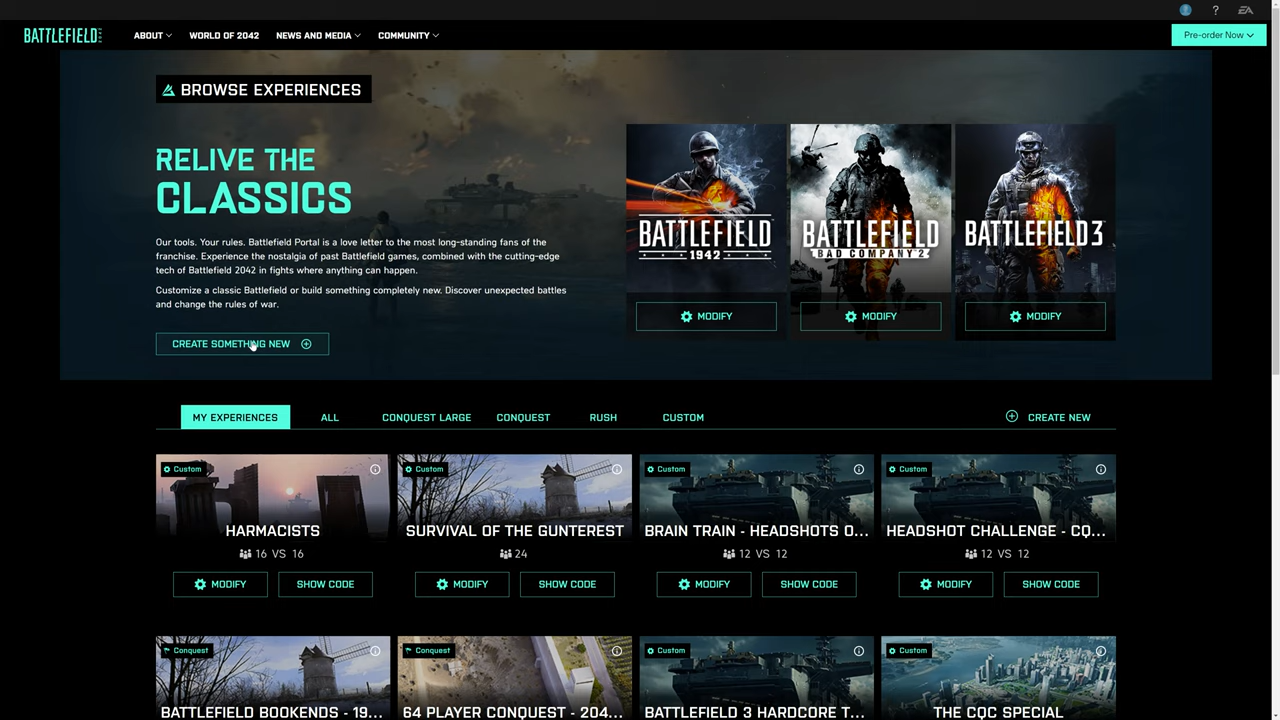 BATTLEFIELD
ABOUT
WORLD OF 2042
NEWS AND MEDIA
COMMUNITY
?
EA
Pre-order Now
BROWSE EXPERIENCES
RELIVE THE
CLASSICS
Our tools. Your rules. Battlefield Portal is a love letter to the most long-standing fans of the
franchise. Experience the nostalgia of past Battlefield games, combined with the cutting-edge
tech of Battlefield 2042 in fights where anything can happen.
Customize a classic Battlefield or build something completely new. Discover unexpected battles
and change the rules of war.
CREATE SOMETHING NEW
BATTLEFIELD
1942
MODIFY
BATTLEFIELD
BAD COMPANY 2
MODIFY
BATTLEFIELD 3
MODIFY
MY EXPERIENCES
ALL
CONQUEST LARGE
CONQUEST
RUSH
CUSTOM
CREATE NEW
Custom
HARMACISTS
16 VS 16
MODIFY
SHOW CODE
Custom
SURVIVAL OF THE GUNTEREST
24
MODIFY
SHOW CODE
Custom
BRAIN TRAIN - HEADSHOTS O...
12 VS 12
MODIFY
SHOW CODE
Custom
HEADSHOT CHALLENGE - CQ...
12 VS 12
MODIFY
SHOW CODE
Conquest
BATTLEFIELD BOOKENDS - 19...
Conquest
64 PLAYER CONQUEST - 204...
Custom
BATTLEFIELD 3 HARDCORE T...
Custom
THE CQC SPECIAL